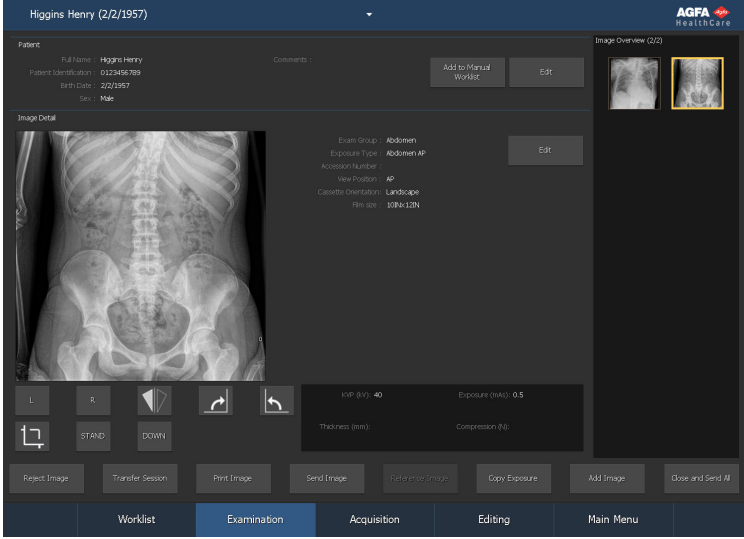 Higgins Henry (2/2/1957)
AGFA
HealthCare
Patient
Full Name : Higgins Henry
Patient Identification : 0123456789
Birth Date : 2/2/1957
Sex : Male
Comments :
Add to Manual
Worklist
Edit
Image Overview (2/2)
Image Detail
Exam Group : Abdomen
Exposure Type : Abdomen AP
Accession Number :
View Position : AP
Cassette Orientation: Landscape
Film size : 10INx12IN
Edit
L
R
STAND
DOWN
KVP (kV): 40
Exposure (mAs): 0.5
Thickness (mm):
Compression (N):
Reject Image
Transfer Session
Print Image
Send Image
Reference Image
Copy Exposure
Add Image
Close and Send All
Worklist
Examination
Acquisition
Editing
Main Menu